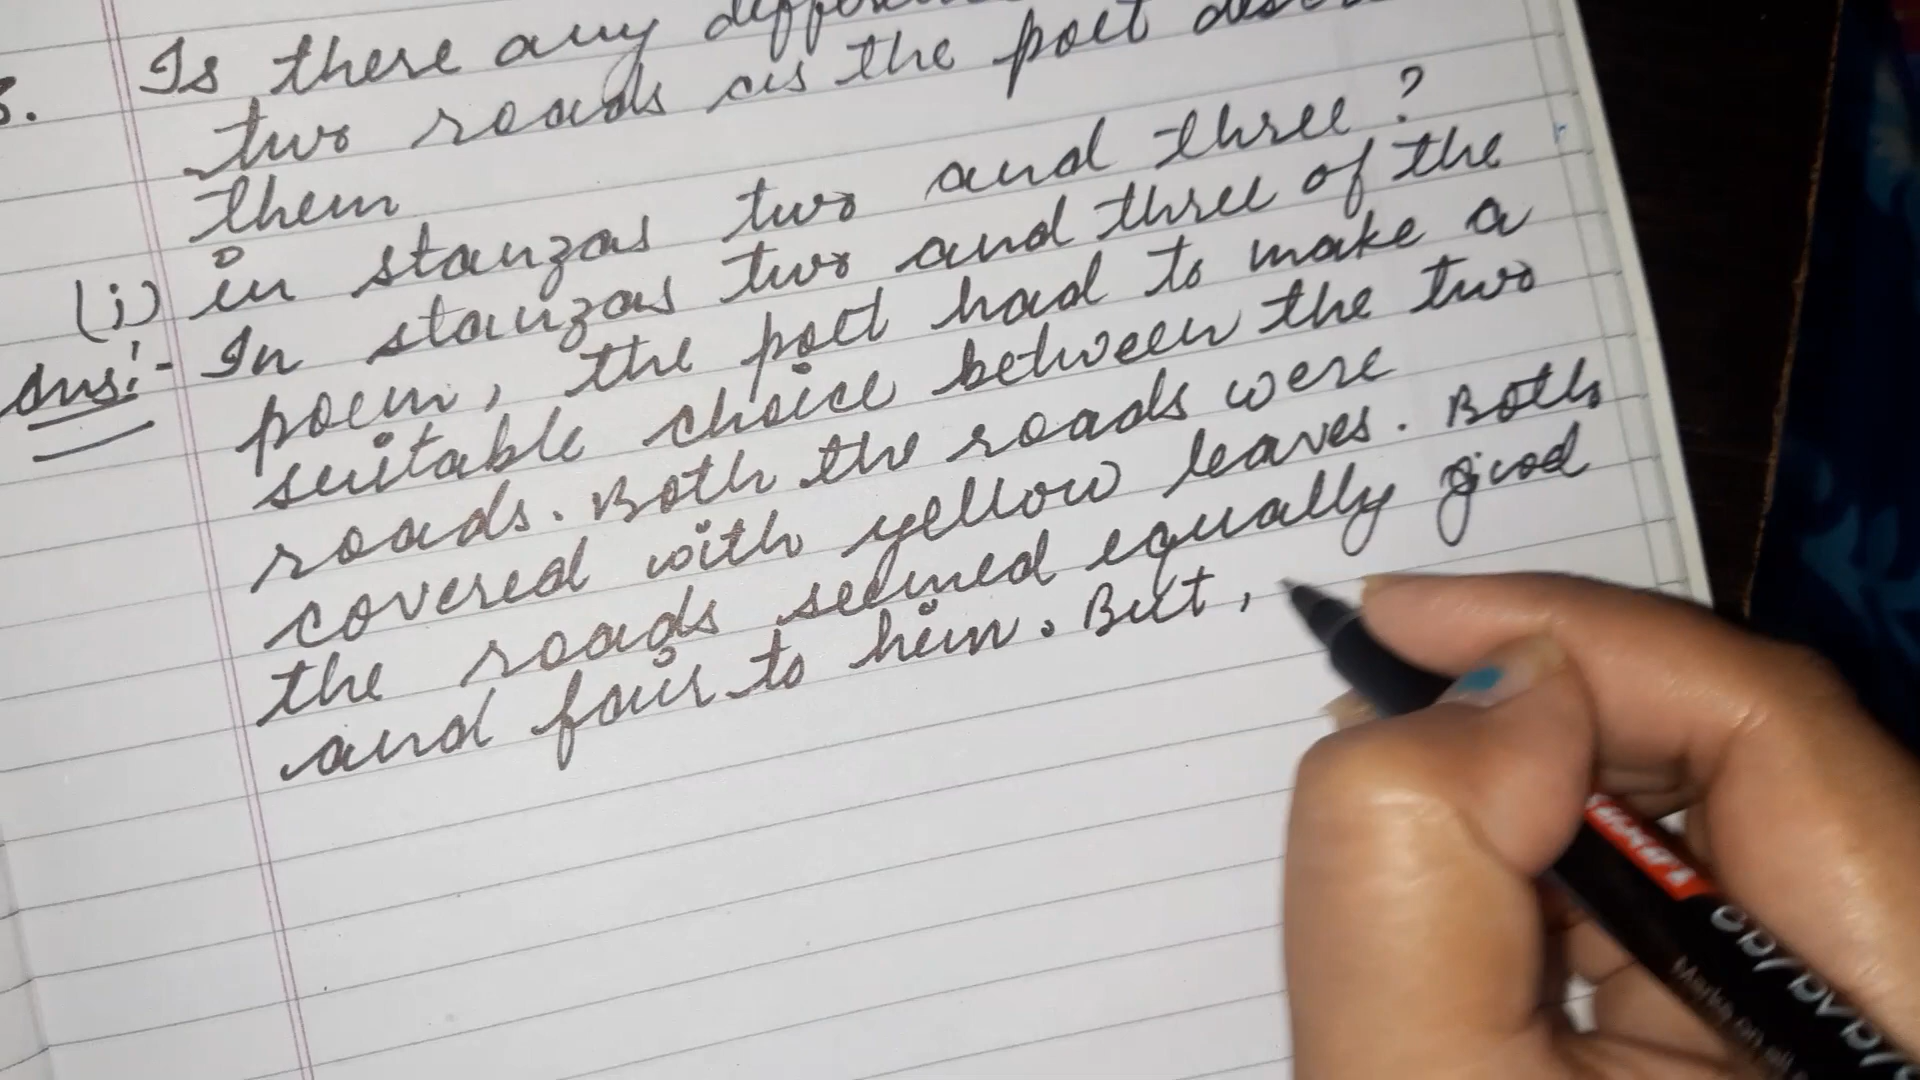 3. Is there any
two roads as the poet
them
(i) in stanzas two and three?
Ans:- In stanzas two and three of the
poem, the poet had to make a
suitable choice between the two
roads. Both the roads were
covered with yellow leaves. Both
the roads seemed equally good
and fair to him. But,